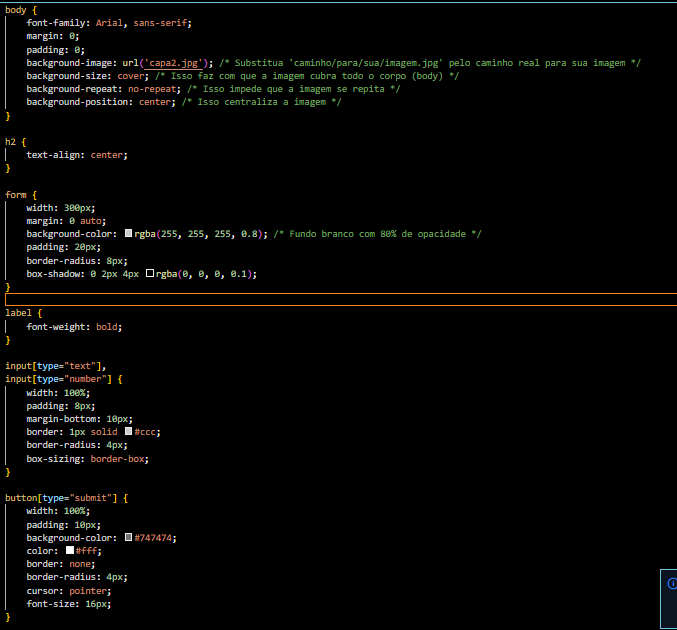 body {
font-family: Arial, sans-serif;
margin: 0;
padding: 0;
background-image: url('capa2.jpg'); /* Substitua 'caminho/para/sua/imagem.jpg' pelo caminho real para sua imagem */
background-size: cover; /* Isso faz com que a imagem cubra todo o corpo (body) */
background-repeat: no-repeat; /* Isso impede que a imagem se repita */
background-position: center; /* Isso centraliza a imagem */
}
h2 {
text-align: center;
}
form {
width: 300px;
margin: 0 auto;
background-color: rgba(255, 255, 255, 0.8); /* Fundo branco com 80% de opacidade */
padding: 20px;
border-radius: 8px;
box-shadow: 0 2px 4px rgba(0, 0, 0, 0.1);
}
label {
font-weight: bold;
}
input[type="text"],
input[type="number"] {
width: 100%;
padding: 8px;
margin-bottom: 10px;
border: 1px solid #ccc;
border-radius: 4px;
box-sizing: border-box;
}
button[type="submit"] {
width: 100%;
padding: 10px;
background-color: #747474;
color: #fff;
border: none;
border-radius: 4px;
cursor: pointer;
font-size: 16px;
}